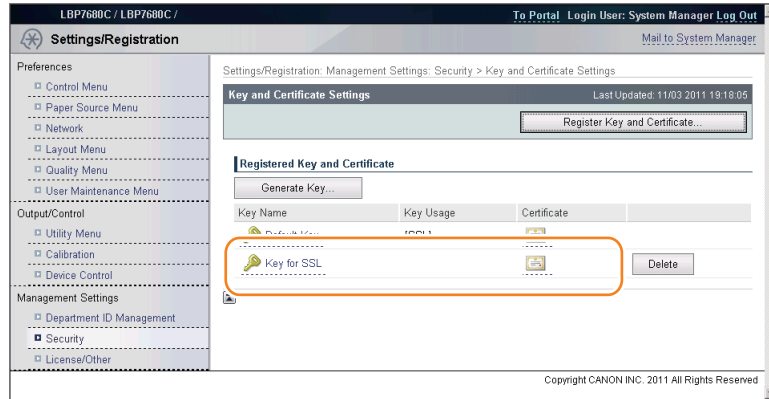 LBP7680C / LBP7680C /
To Portal Login User: System Manager Log Out
Settings/Registration
Mail to System Manager
Preferences
Control Menu
Paper Source Menu
Network
Layout Menu
Quality Menu
User Maintenance Menu
Output/Control
Utility Menu
Calibration
Device Control
Management Settings
Department ID Management
Security
License/Other
Settings/Registration: Management Settings: Security > Key and Certificate Settings
Key and Certificate Settings
Last Updated: 11/03 2011 19:18:05
Register Key and Certificate...
Registered Key and Certificate
Generate Key...
Key Name Key Usage Certificate
Default Key [SSL]
Key for SSL
Delete
Copyright CANON INC. 2011 All Rights Reserved